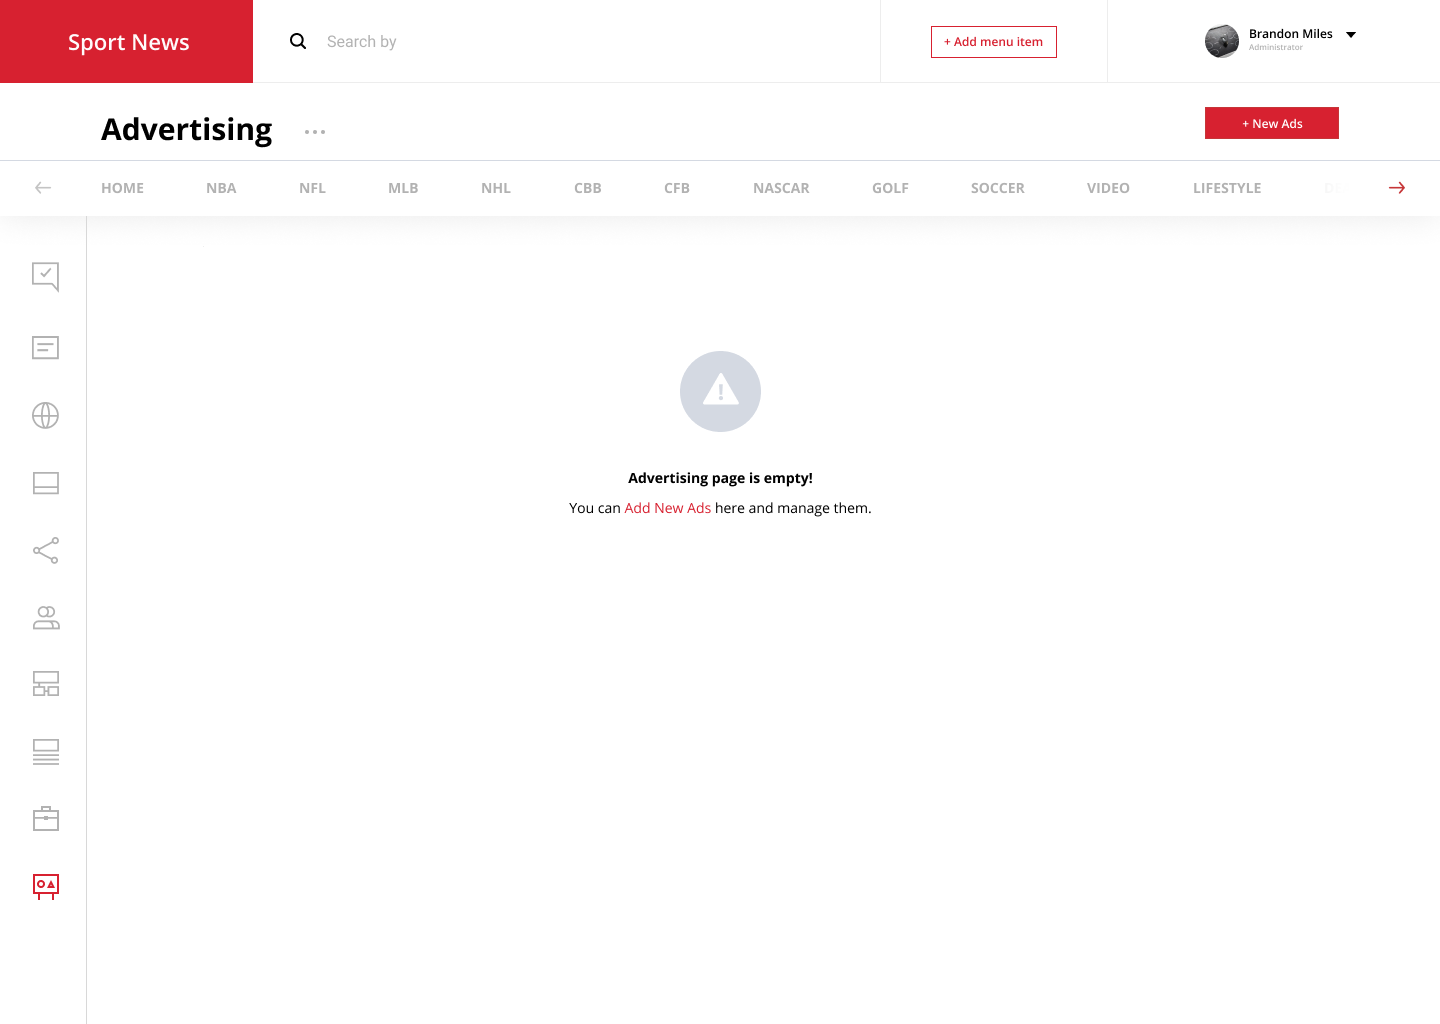 Sport News
Search by
+ Add menu item
Brandon Miles
Administrator
Advertising
+ New Ads
HOME NBA NFL MLB NHL CBB CFB NASCAR GOLF SOCCER VIDEO LIFESTYLE
Advertising page is empty!
You can Add New Ads here and manage them.